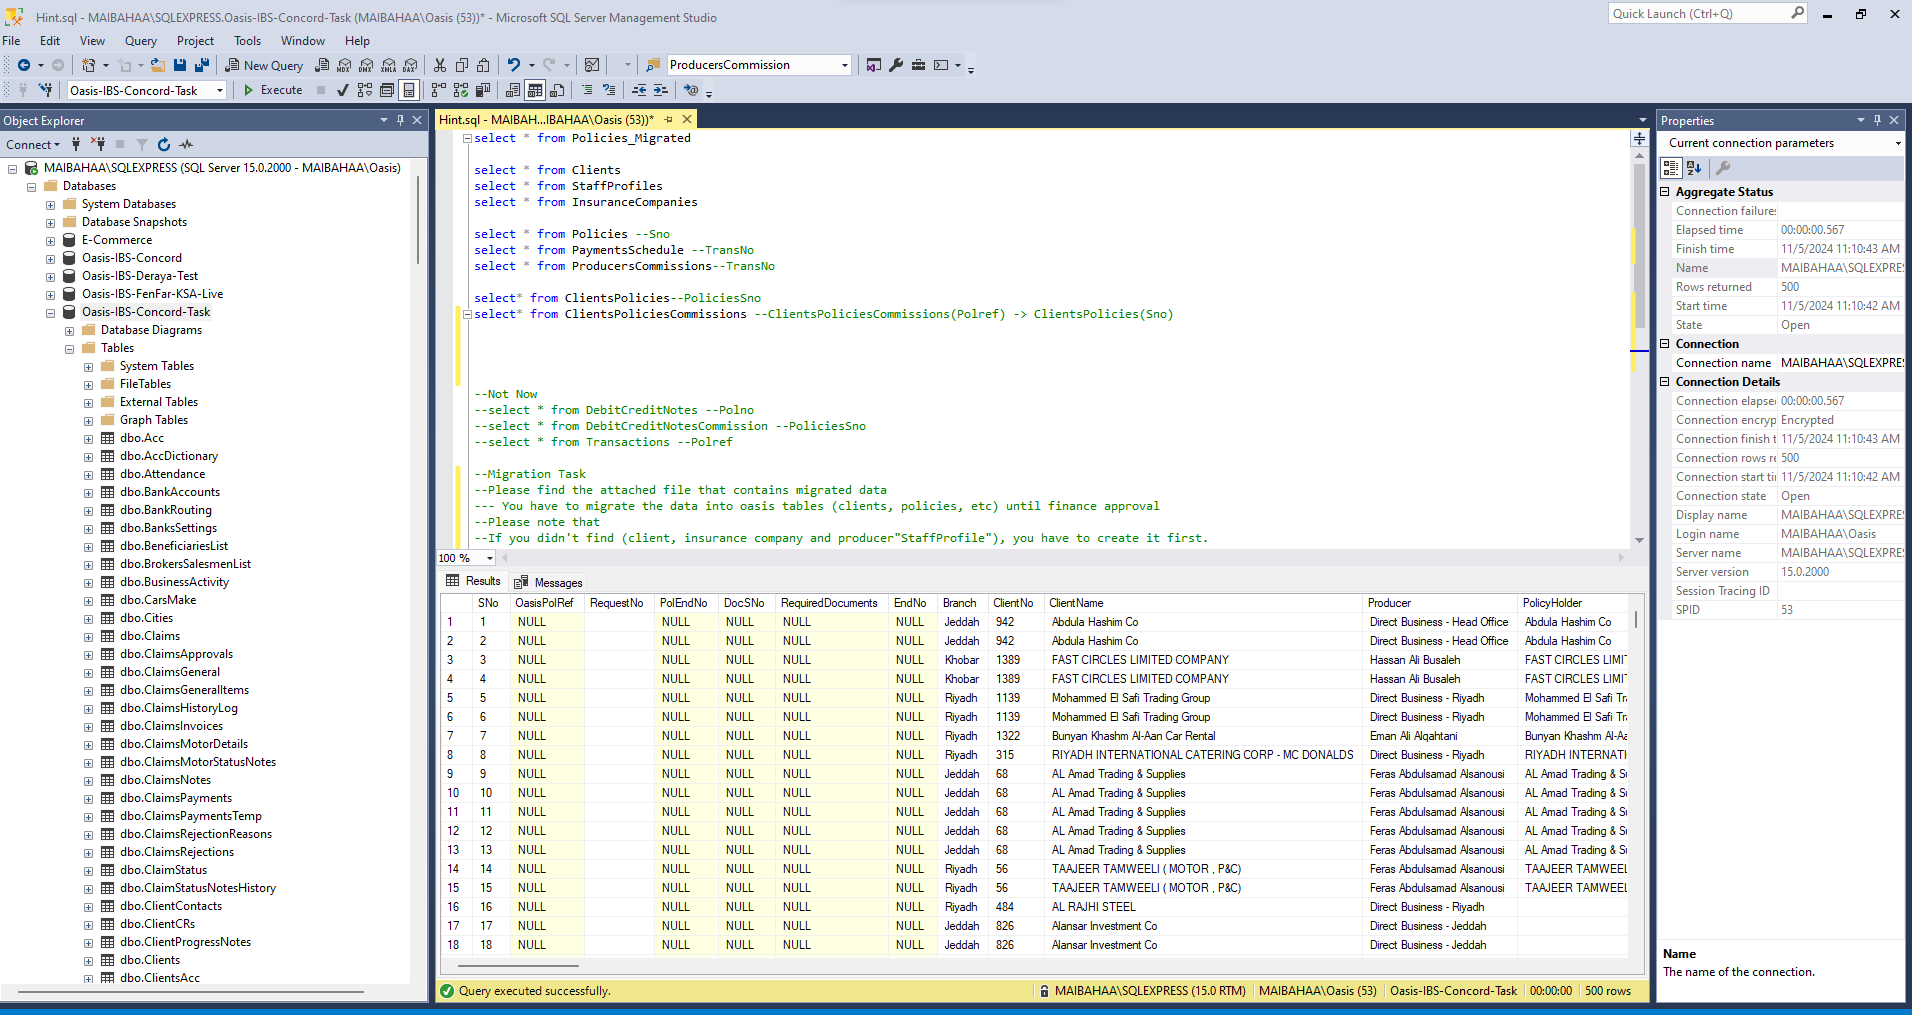 Hint.sql - MAIBAHAA\SQLEXPRESS.Oasis-IBS-Concord-Task (MAIBAHAA\Oasis (53))* - Microsoft SQL Server Management Studio
Quick Launch (Ctrl+Q)
File Edit View Query Project Tools Window Help
New Query MDX DMX XMLA DAX ProducersCommission
Oasis-IBS-Concord-Task Execute
Object Explorer
Connect
MAIBAHAA\SQLEXPRESS (SQL Server 15.0.2000 - MAIBAHAA\Oasis)
Databases
System Databases
Database Snapshots
E-Commerce
Oasis-IBS-Concord
Oasis-IBS-Deraya-Test
Oasis-IBS-FenFar-KSA-Live
Oasis-IBS-Concord-Task
Database Diagrams
Tables
System Tables
FileTables
External Tables
Graph Tables
dbo.Acc
dbo.AccDictionary
dbo.Attendance
dbo.BankAccounts
dbo.BankRouting
dbo.BanksSettings
dbo.BeneficiariesList
dbo.BrokersSalesmenList
dbo.BusinessActivity
dbo.CarsMake
dbo.Cities
dbo.Claims
dbo.ClaimsApprovals
dbo.ClaimsGeneral
dbo.ClaimsGeneralItems
dbo.ClaimsHistoryLog
dbo.ClaimsInvoices
dbo.ClaimsMotorDetails
dbo.ClaimsMotorStatusNotes
dbo.ClaimsNotes
dbo.ClaimsPayments
dbo.ClaimsPaymentsTemp
dbo.ClaimsRejectionReasons
dbo.ClaimsRejections
dbo.ClaimStatus
dbo.ClaimStatusNotesHistory
dbo.ClientContacts
dbo.ClientCRs
dbo.ClientProgressNotes
dbo.Clients
dbo.ClientsAcc
Hint.sql - MAIBAH...IBAHAA\Oasis (53))*
select * from Policies_Migrated
select * from Clients
select * from StaffProfiles
select * from InsuranceCompanies
select * from Policies --Sno
select * from PaymentsSchedule --TransNo
select * from ProducersCommissions--TransNo
select* from ClientsPolicies--PoliciesSno
select* from ClientsPoliciesCommissions --ClientsPoliciesCommissions(Polref) -> ClientsPolicies(Sno)
--Not Now
--select * from DebitCreditNotes --Polno
--select * from DebitCreditNotesCommission --PoliciesSno
--select * from Transactions --Polref
--Migration Task
--Please find the attached file that contains migrated data
--- You have to migrate the data into oasis tables (clients, policies, etc) until finance approval
--Please note that
--If you didn't find (client, insurance company and producer"StaffProfile"), you have to create it first.
100 %
Results Messages
SNo OasisPolRef RequestNo PolEndNo DocSNo RequiredDocuments EndNo Branch ClientNo ClientName Producer PolicyHolder
1 1 NULL NULL NULL NULL NULL Jeddah 942 Abdula Hashim Co Direct Business - Head Office Abdula Hashim Co
2 2 NULL NULL NULL NULL NULL Jeddah 942 Abdula Hashim Co Direct Business - Head Office Abdula Hashim Co
3 3 NULL NULL NULL NULL NULL Khobar 1389 FAST CIRCLES LIMITED COMPANY Hassan Ali Busaleh FAST CIRCLES LIMIT
4 4 NULL NULL NULL NULL NULL Khobar 1389 FAST CIRCLES LIMITED COMPANY Hassan Ali Busaleh FAST CIRCLES LIMIT
5 5 NULL NULL NULL NULL NULL Riyadh 1139 Mohammed El Safi Trading Group Direct Business - Riyadh Mohammed El Safi Tra
6 6 NULL NULL NULL NULL NULL Riyadh 1139 Mohammed El Safi Trading Group Direct Business - Riyadh Mohammed El Safi Tra
7 7 NULL NULL NULL NULL NULL Riyadh 1322 Bunyan Khashm Al-Aan Car Rental Eman Ali Alqahtani Bunyan Khashm Al-Aa
8 8 NULL NULL NULL NULL NULL Riyadh 315 RIYADH INTERNATIONAL CATERING CORP - MC DONALDS Direct Business - Riyadh RIYADH INTERNATI
9 9 NULL NULL NULL NULL NULL Jeddah 68 AL Amad Trading & Supplies Feras Abdulsamad Alsanousi AL Amad Trading & S
10 10 NULL NULL NULL NULL NULL Jeddah 68 AL Amad Trading & Supplies Feras Abdulsamad Alsanousi AL Amad Trading & S
11 11 NULL NULL NULL NULL NULL Jeddah 68 AL Amad Trading & Supplies Feras Abdulsamad Alsanousi AL Amad Trading & S
12 12 NULL NULL NULL NULL NULL Jeddah 68 AL Amad Trading & Supplies Feras Abdulsamad Alsanousi AL Amad Trading & S
13 13 NULL NULL NULL NULL NULL Jeddah 68 AL Amad Trading & Supplies Feras Abdulsamad Alsanousi AL Amad Trading & S
14 14 NULL NULL NULL NULL NULL Riyadh 56 TAAJEER TAMWEELI ( MOTOR , P&C) Feras Abdulsamad Alsanousi TAAJEER TAMWEEL
15 15 NULL NULL NULL NULL NULL Riyadh 56 TAAJEER TAMWEELI ( MOTOR , P&C) Feras Abdulsamad Alsanousi TAAJEER TAMWEEL
16 16 NULL NULL NULL NULL NULL Riyadh 484 AL RAJHI STEEL Direct Business - Riyadh
17 17 NULL NULL NULL NULL NULL Jeddah 826 Alansar Investment Co Direct Business - Jeddah
18 18 NULL NULL NULL NULL NULL Jeddah 826 Alansar Investment Co Direct Business - Jeddah
Query executed successfully. MAIBAHAA\SQLEXPRESS (15.0 RTM) MAIBAHAA\Oasis (53) Oasis-IBS-Concord-Task 00:00:00 500 rows
Properties
Current connection parameters
Aggregate Status
Connection failures
Elapsed time 00:00:00.567
Finish time 11/5/2024 11:10:43 AM
Name MAIBAHAA\SQLEXPRE
Rows returned 500
Start time 11/5/2024 11:10:42 AM
State Open
Connection
Connection name MAIBAHAA\SQLEXPRE
Connection Details
Connection elapse 00:00:00.567
Connection encryp Encrypted
Connection finish t 11/5/2024 11:10:43 AM
Connection rows re 500
Connection start ti 11/5/2024 11:10:42 AM
Connection state Open
Display name MAIBAHAA\SQLEXPRE
Login name MAIBAHAA\Oasis
Server name MAIBAHAA\SQLEXPRE
Server version 15.0.2000
Session Tracing ID
SPID 53
Name
The name of the connection.